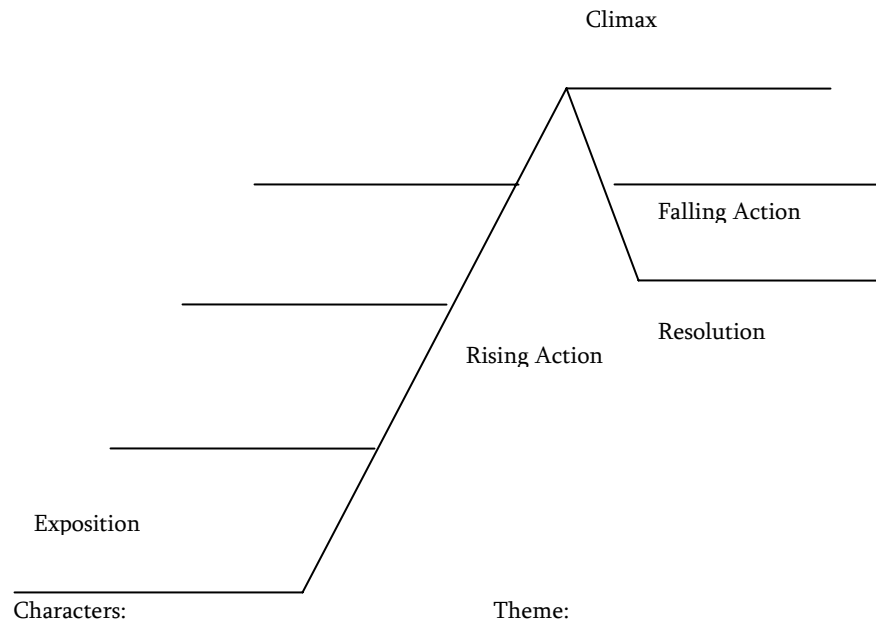 Climax
Falling Action
Resolution
Rising Action
Exposition
Characters:
Theme: